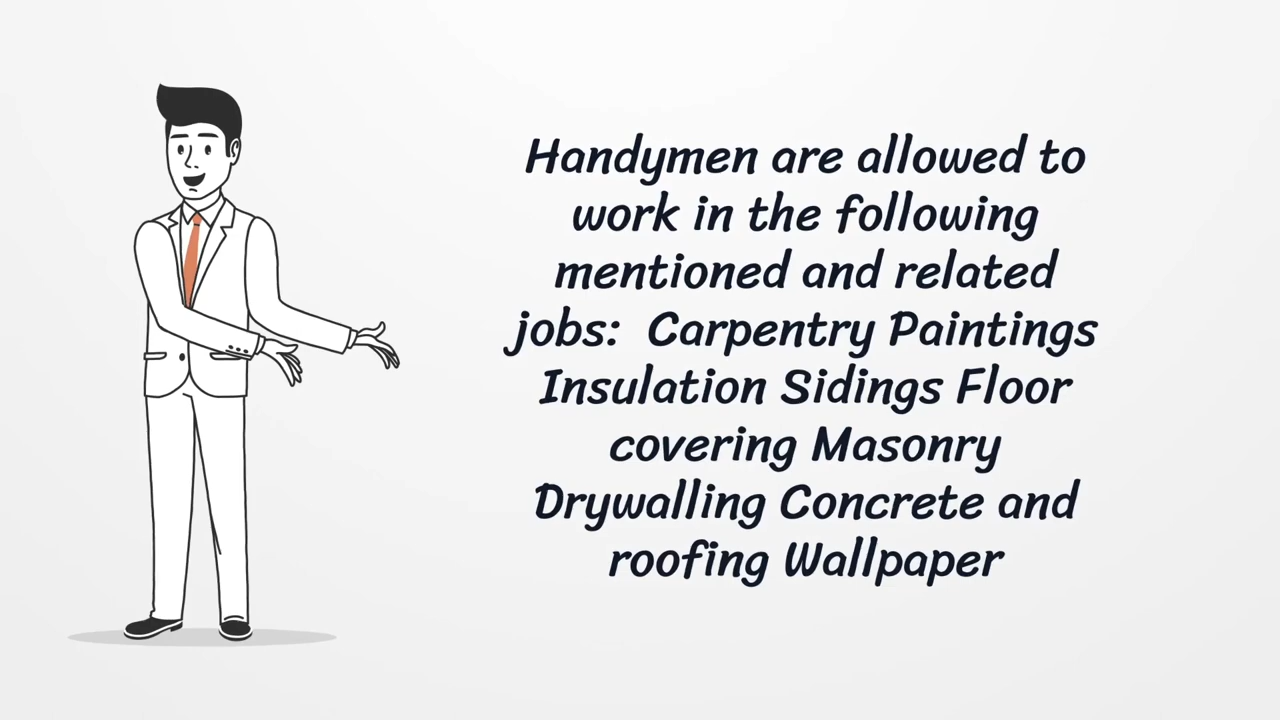 Handymen are allowed to
work in the following
mentioned and related
jobs:  Carpentry Paintings
Insulation Sidings Floor
covering Masonry
Drywalling Concrete and
roofing Wallpaper